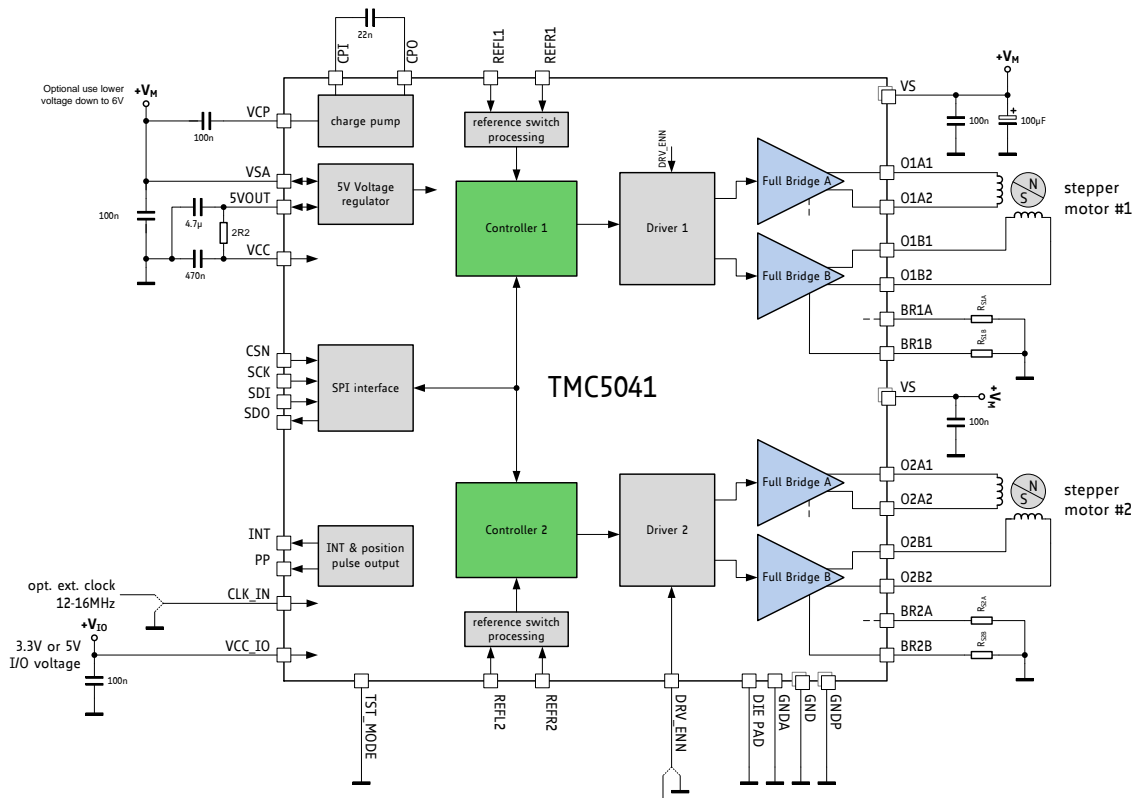 22n
CPI
CPO
REFL1
REFR1
Optional use lower
voltage down to 6V
+VM
VCP
100n
charge pump
reference switch
processing
DRV_ENN
VS
+VM
100n
100µF
VSA
5VOUT
5V Voltage
regulator
100n
4.7µ
2R2
470n
VCC
Controller 1
Driver 1
Full Bridge A
Full Bridge B
O1A1
O1A2
O1B1
O1B2
N
S
stepper
motor #1
BR1A
RS1A
BR1B
RS1B
CSN
SCK
SDI
SDO
SPI interface
TMC5041
VS
+VM
100n
Controller 2
Driver 2
Full Bridge A
Full Bridge B
O2A1
O2A2
O2B1
O2B2
N
S
stepper
motor #2
INT
PP
INT & position
pulse output
opt. ext. clock
12-16MHz
CLK_IN
+VIO
3.3V or 5V
I/O voltage
100n
VCC_IO
reference switch
processing
BR2A
RS2A
BR2B
RS2B
TST_MODE
REFL2
REFR2
DRV_ENN
DIE PAD
GNDA
GND
GNDP